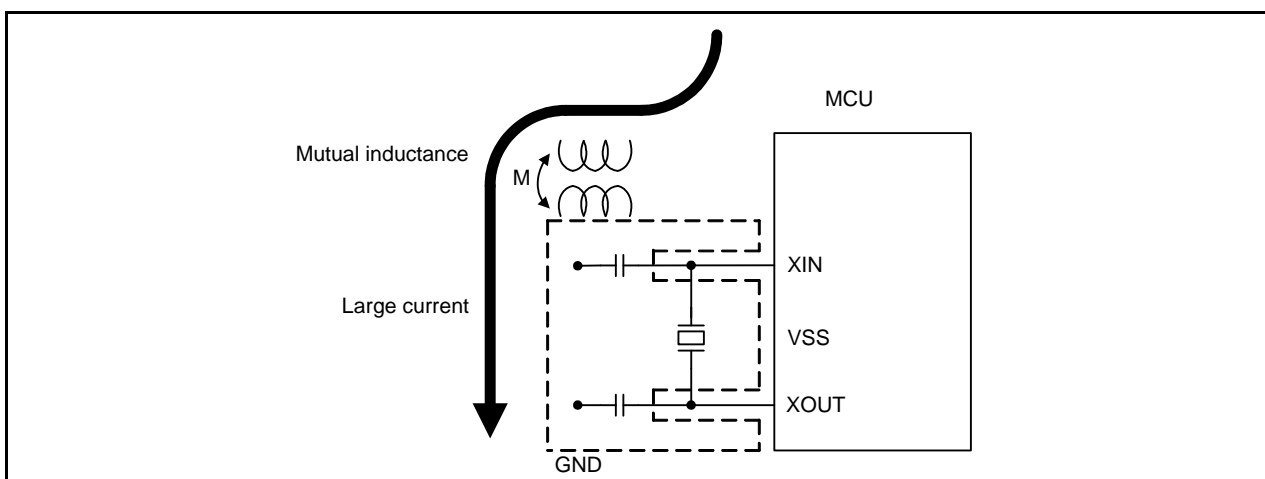 MCU
Mutual inductance
M
XIN
Large current
VSS
XOUT
GND